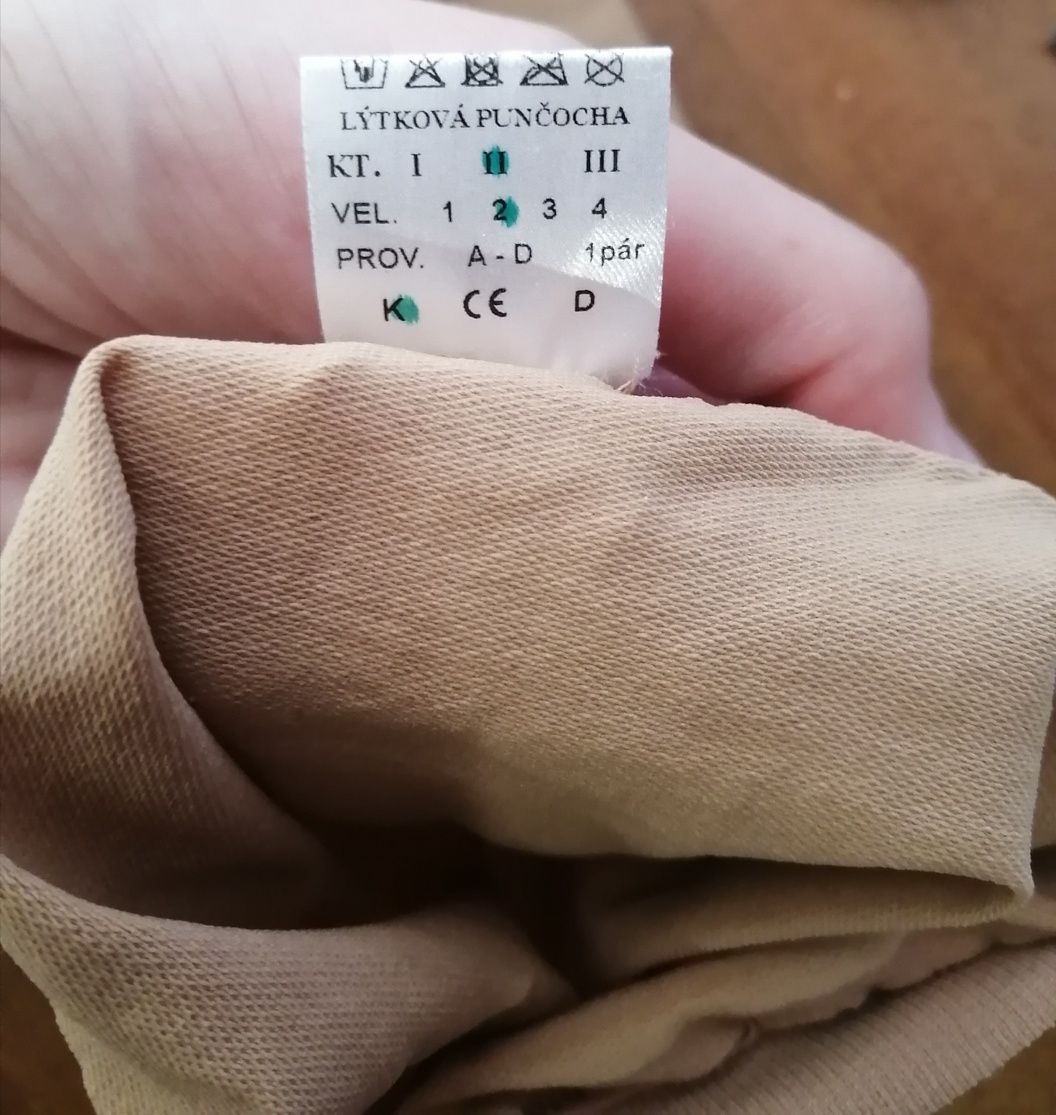 LÝTKOVÁ PUNČOCHA
KT. I II III
VEL. 1 2 3 4
PROV. A - D 1pár
K CE D